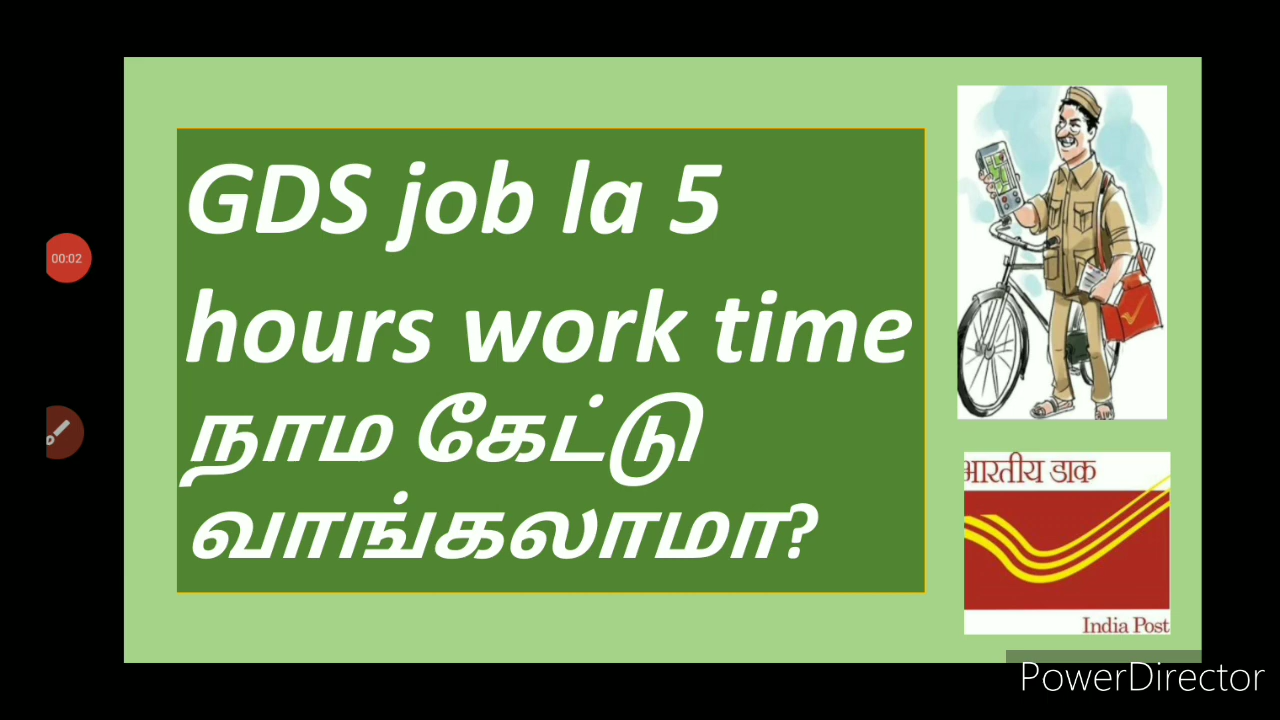 GDS job la 5
hours work time
நாம கேட்டு
வாங்கலாமா?
00:02
भारतीय डाक
India Post
PowerDirector